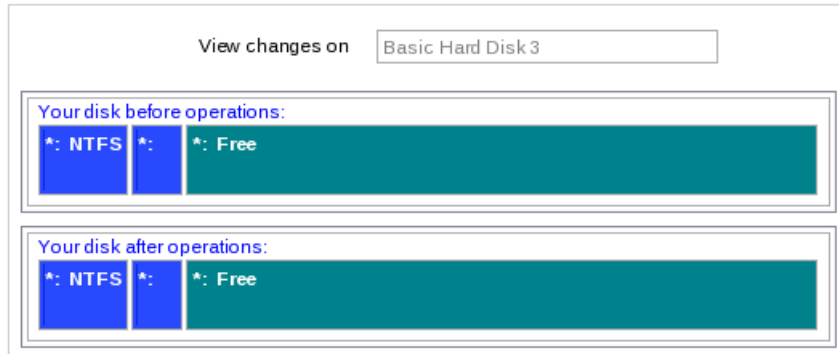 View changes on Basic Hard Disk 3
Your disk before operations:
*: NTFS *: *: Free
Your disk after operations:
*: NTFS *: *: Free